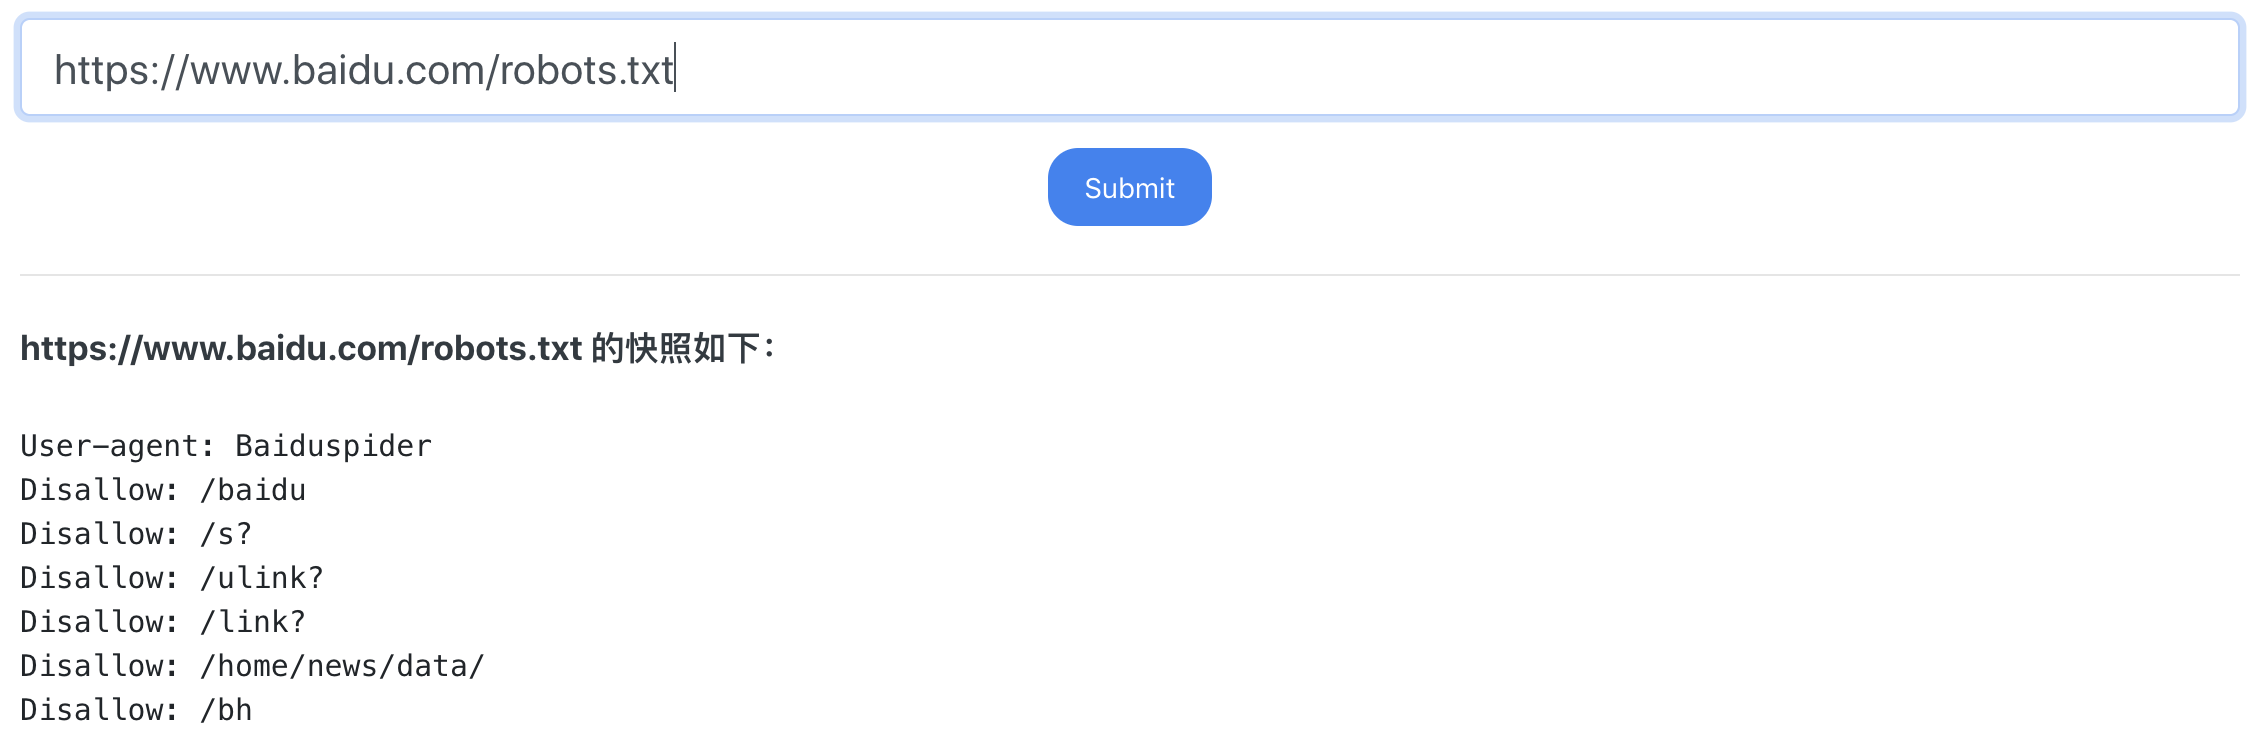 https://www.baidu.com/robots.txt
Submit
https://www.baidu.com/robots.txt 的快照如下：
User-agent: Baiduspider
Disallow: /baidu
Disallow: /s?
Disallow: /ulink?
Disallow: /link?
Disallow: /home/news/data/
Disallow: /bh